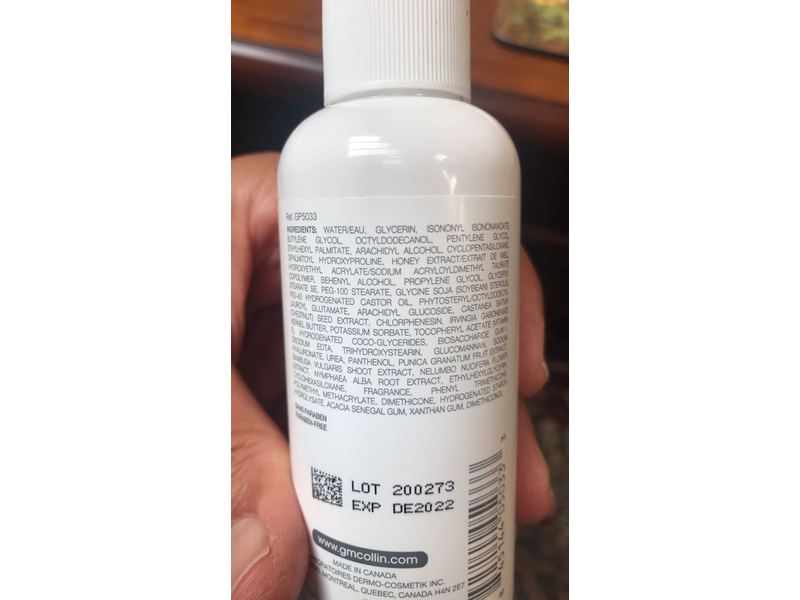 Ref. GP5033
INGREDIENTS: WATER/EAU, GLYCERIN, ISONONYL ISONONANOATE,
BUTYLENE GLYCOL, OCTYLDODECANOL, PENTYLENE GLYCOL,
ETHYLHEXYL PALMITATE, ARACHIDYL ALCOHOL, CYCLOPENTASILOXANE,
DIPALMITOYL HYDROXYPROLINE, HONEY EXTRACT/EXTRAIT DE MIEL,
HYDROXYETHYL ACRYLATE/SODIUM ACRYLOYLDIMETHYL TAURATE
COPOLYMER, BEHENYL ALCOHOL, PROPYLENE GLYCOL, GLYCERYL
STEARATE SE, PEG-100 STEARATE, GLYCINE SOJA (SOYBEAN) STEROLS,
PEG-40 HYDROGENATED CASTOR OIL, PHYTOSTERYL/OCTYLDODECYL
LAUROYL GLUTAMATE, ARACHIDYL GLUCOSIDE, CASTANEA SATIVA
(CHESTNUT) SEED EXTRACT, CHLORPHENESIN, IRVINGIA GABONENSIS
KERNEL BUTTER, POTASSIUM SORBATE, TOCOPHERYL ACETATE (VITAMIN
E), HYDROGENATED COCO-GLYCERIDES, BIOSACCHARIDE GUM-1,
DISODIUM EDTA, TRIHYDROXYSTEARIN, GLUCOMANNAN, SODIUM
HYALURONATE, UREA, PANTHENOL, PUNICA GRANATUM FRUIT EXTRACT,
BAMBUSA VULGARIS SHOOT EXTRACT, NELUMBO NUCIFERA FLOWER
EXTRACT, NYMPHAEA ALBA ROOT EXTRACT, ETHYLHEXYLGLYCERIN,
CYCLOHEXASILOXANE, FRAGRANCE, PHENYL TRIMETHICONE,
POLYMETHYL METHACRYLATE, DIMETHICONE, HYDROGENATED STARCH
HYDROLYSATE, ACACIA SENEGAL GUM, XANTHAN GUM, DIMETHICONOL
SANS PARABEN
PARABEN-FREE
LOT 200273
EXP DE2022
www.gmcollin.com
MADE IN CANADA
LABORATOIRES DERMO-COSMETIK INC.
MONTREAL, QUEBEC, CANADA H4N 2E7